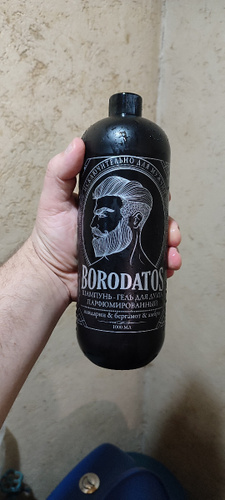 ИСКЛЮЧИТЕЛЬНО ДЛЯ МУЖЧИН
BORODATOS
ШАМПУНЬ-ГЕЛЬ ДЛЯ ДУША
ПАРФЮМИРОВАННЫЙ
мандарин & бергамот & амбра
1000 МЛ